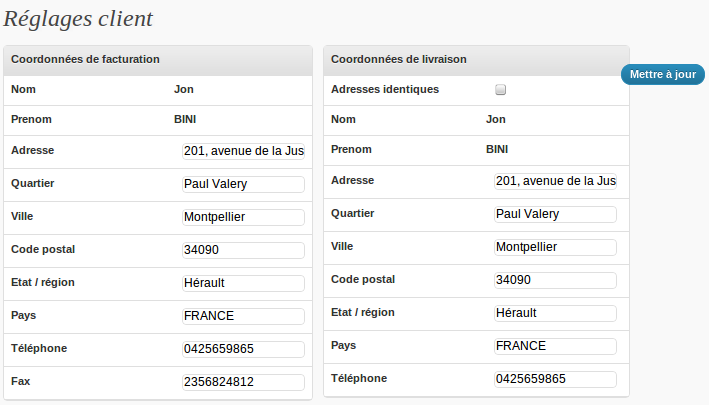 Réglages client
Coordonnées de facturation
Nom Jon
Prenom BINI
Adresse 201, avenue de la Jus
Quartier Paul Valery
Ville Montpellier
Code postal 34090
Etat / région Hérault
Pays FRANCE
Téléphone 0425659865
Fax 2356824812
Coordonnées de livraison
Adresses identiques
Nom Jon
Prenom BINI
Adresse 201, avenue de la Jus
Quartier Paul Valery
Ville Montpellier
Code postal 34090
Etat / région Hérault
Pays FRANCE
Téléphone 0425659865
Mettre à jour